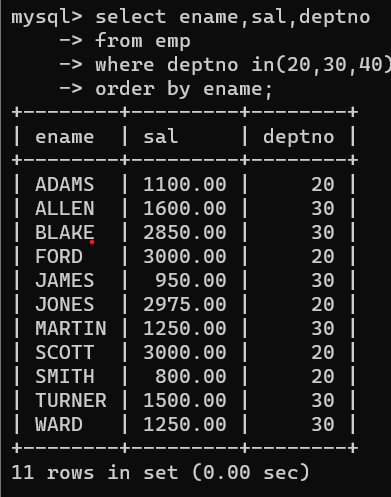 mysql> select ename,sal,deptno
    -> from emp
    -> where deptno in(20,30,40)
    -> order by ename;
+--------+---------+--------+
| ename  | sal     | deptno |
+--------+---------+--------+
| ADAMS  | 1100.00 |     20 |
| ALLEN  | 1600.00 |     30 |
| BLAKE  | 2850.00 |     30 |
| FORD   | 3000.00 |     20 |
| JAMES  |  950.00 |     30 |
| JONES  | 2975.00 |     20 |
| MARTIN | 1250.00 |     30 |
| SCOTT  | 3000.00 |     20 |
| SMITH  |  800.00 |     20 |
| TURNER | 1500.00 |     30 |
| WARD   | 1250.00 |     30 |
+--------+---------+--------+
11 rows in set (0.00 sec)